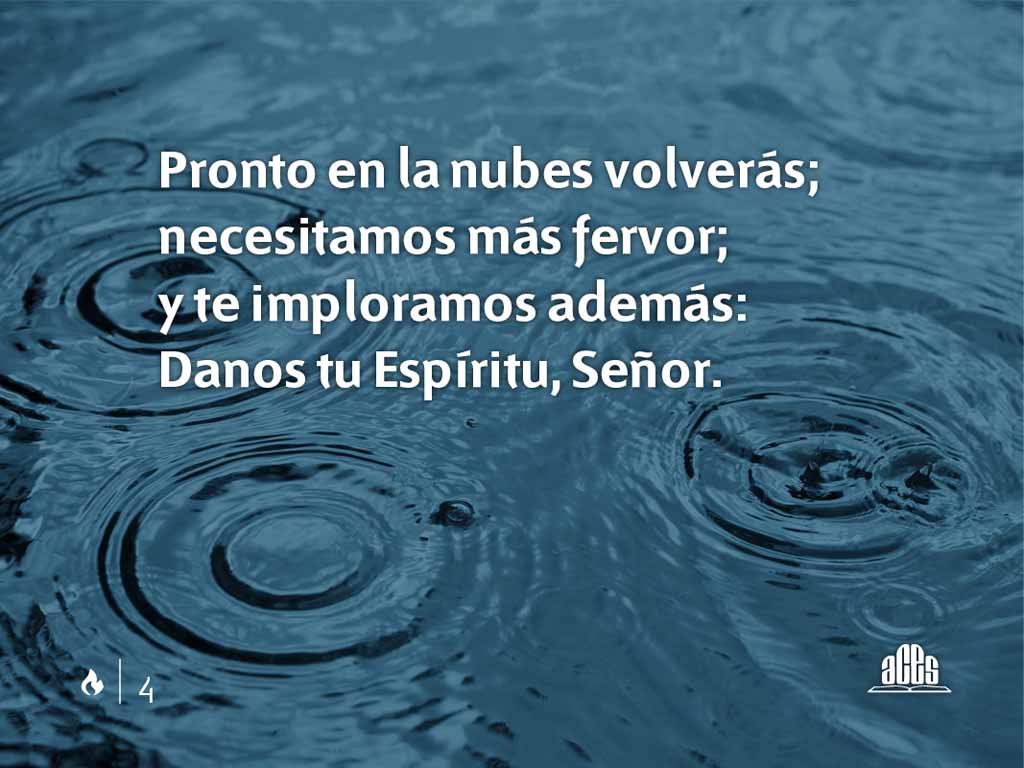 Pronto en la nubes volverás;
necesitamos más fervor;
y te imploramos además:
Danos tu Espíritu, Señor.
4
aces